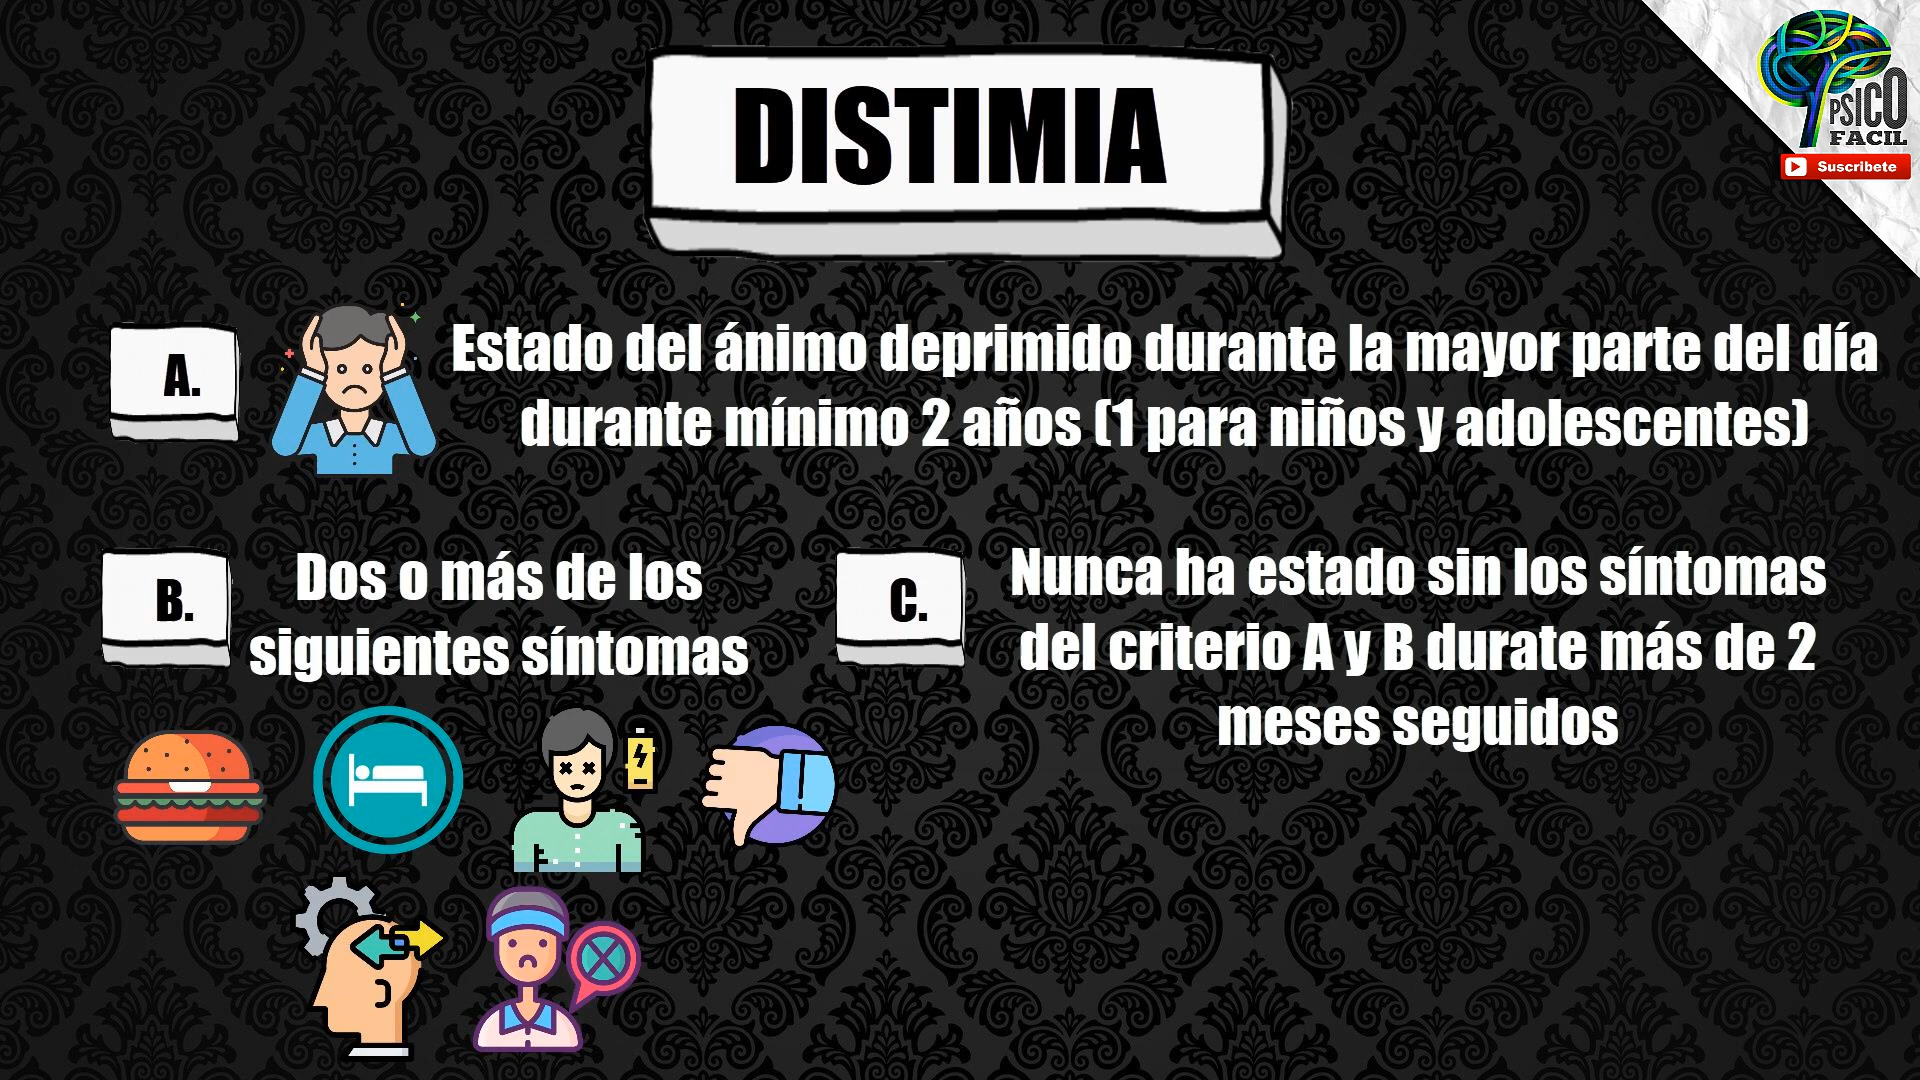 DISTIMIA
PSICO
FACIL
Suscribete
A.
Estado del ánimo deprimido durante la mayor parte del día
durante mínimo 2 años (1 para niños y adolescentes)
B.
Dos o más de los
siguientes síntomas
C.
Nunca ha estado sin los síntomas
del criterio A y B durate más de 2
meses seguidos